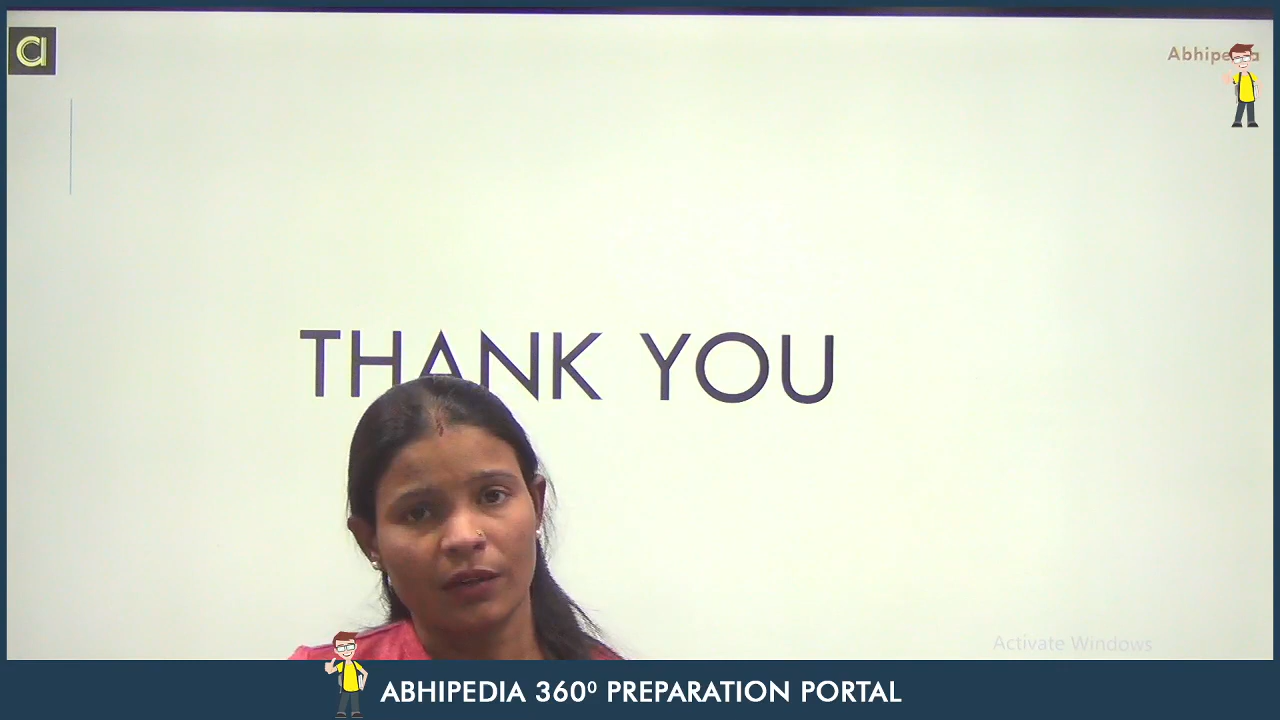 a
Abhipedia
THANK YOU
Activate Windows
ABHIPEDIA 360⁰ PREPARATION PORTAL